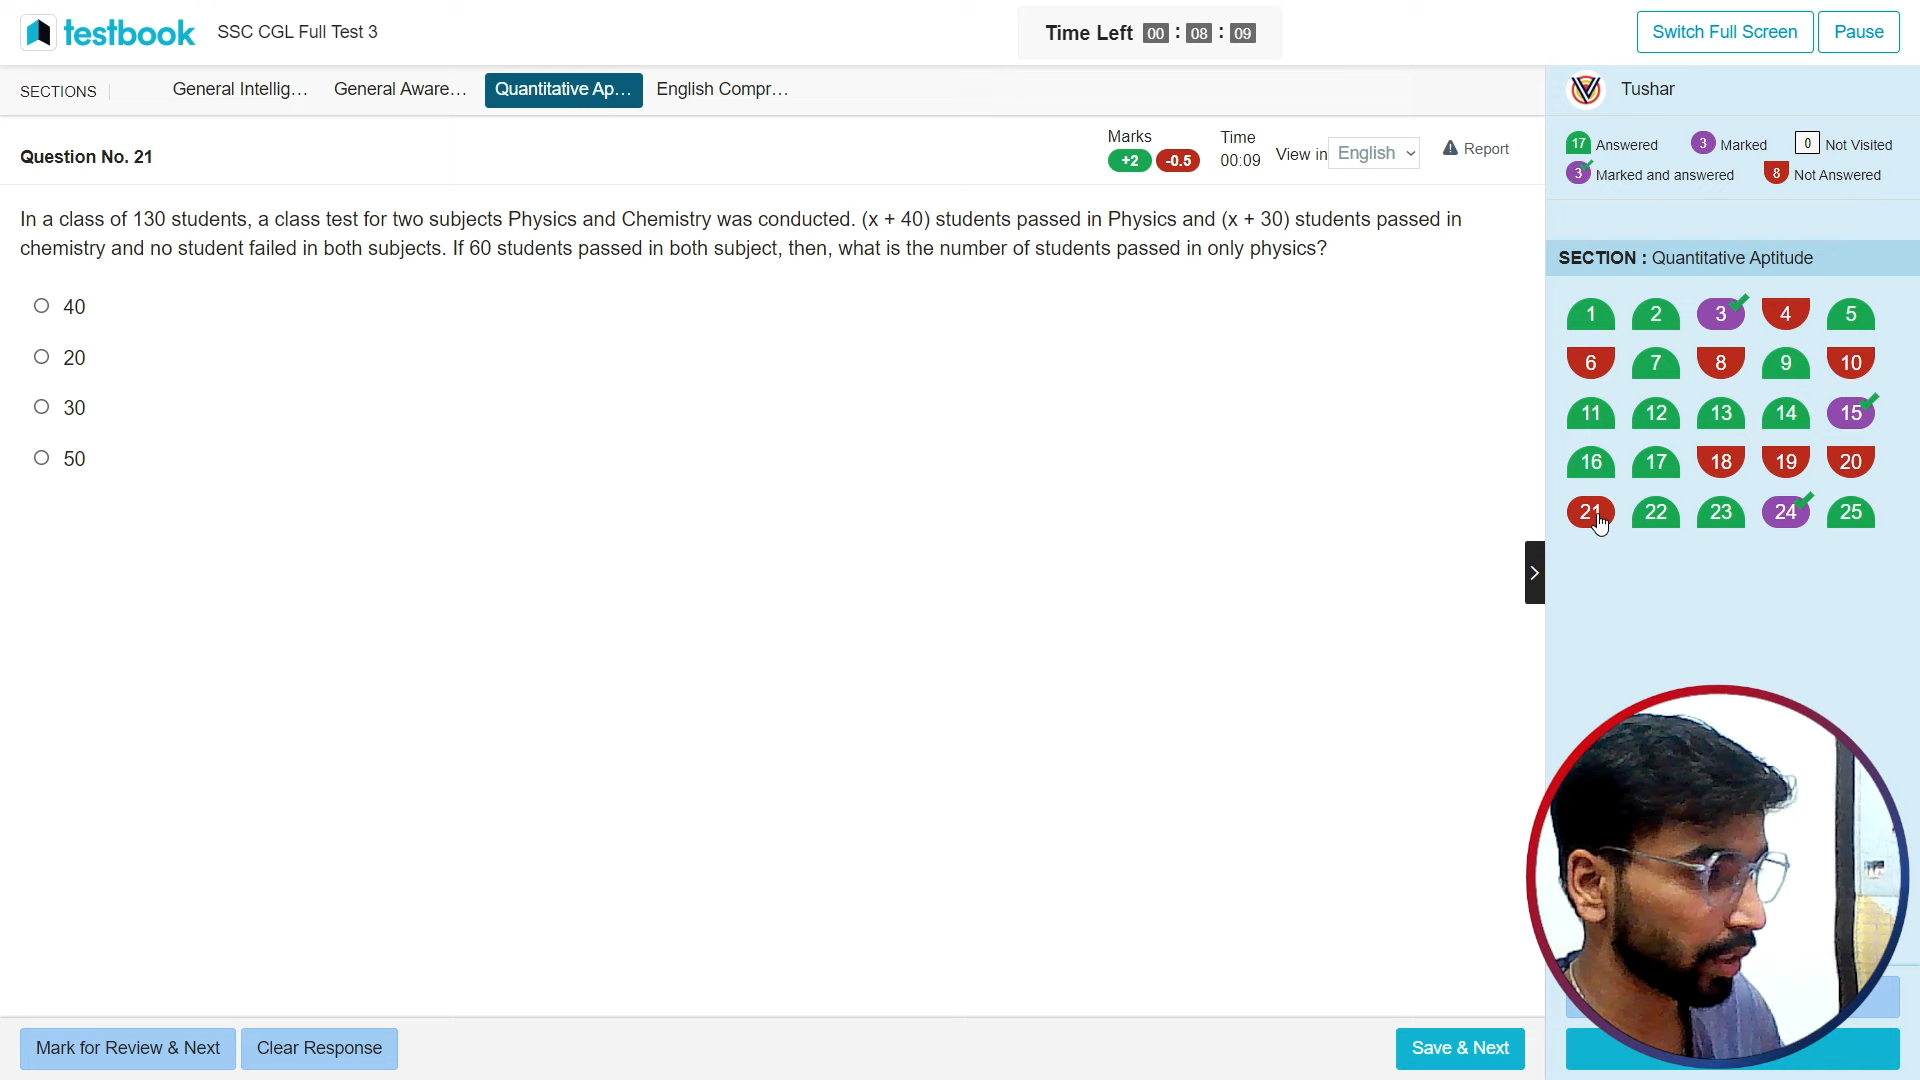 testbook SSC CGL Full Test 3 Time Left 00 : 08 : 09 Switch Full Screen Pause
SECTIONS General Intellig... General Aware... Quantitative Ap... English Compr...
Tushar
Question No. 21
Marks
+2 -0.5
Time
00:09
View in English
Report
17 Answered 3 Marked 0 Not Visited
3 Marked and answered 8 Not Answered
In a class of 130 students, a class test for two subjects Physics and Chemistry was conducted. (x + 40) students passed in Physics and (x + 30) students passed in
chemistry and no student failed in both subjects. If 60 students passed in both subject, then, what is the number of students passed in only physics?
40
20
30
50
SECTION : Quantitative Aptitude
1 2 3 4 5
6 7 8 9 10
11 12 13 14 15
16 17 18 19 20
21 22 23 24 25
Mark for Review & Next Clear Response Save & Next